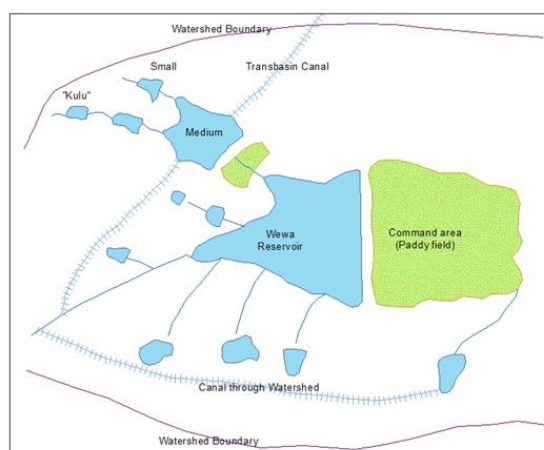 Watershed Boundary
Small
Transbasin Canal
"Kulu"
Medium
Wewa
Reservoir
Command area
(Paddy field)
Canal through Watershed
Watershed Boundary